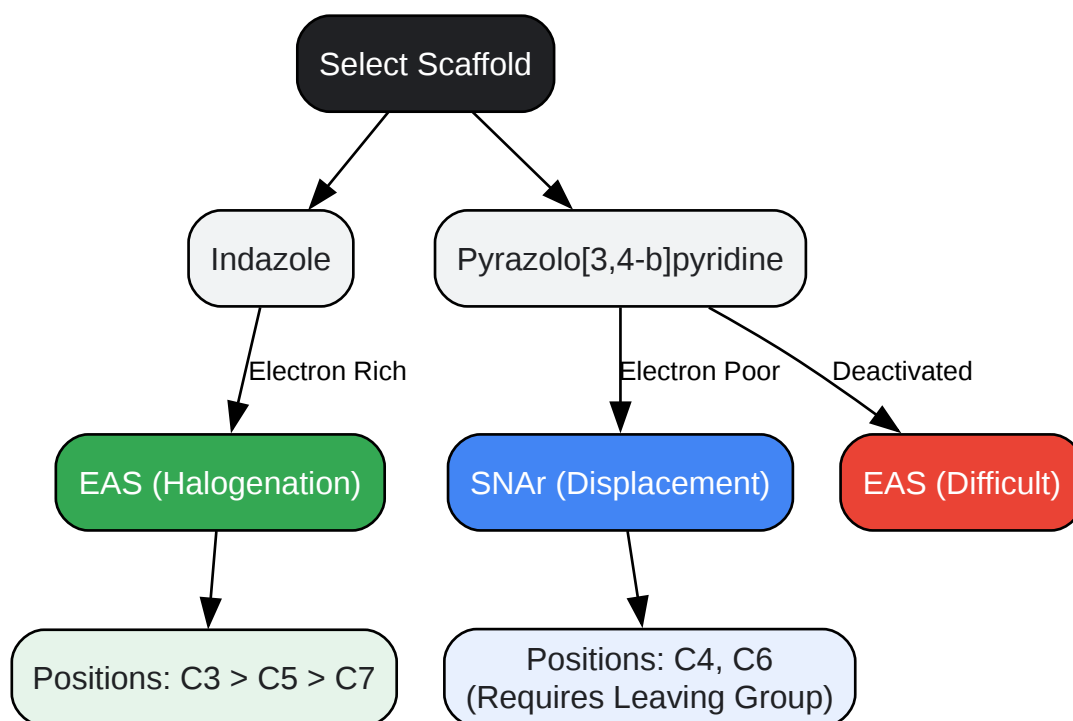 Select Scaffold
Indazole
Pyrazolo[3,4-b]pyridine
Electron Rich
Electron Poor
Deactivated
EAS (Halogenation)
SNAr (Displacement)
EAS (Difficult)
Positions: C3 > C5 > C7
Positions: C4, C6
(Requires Leaving Group)